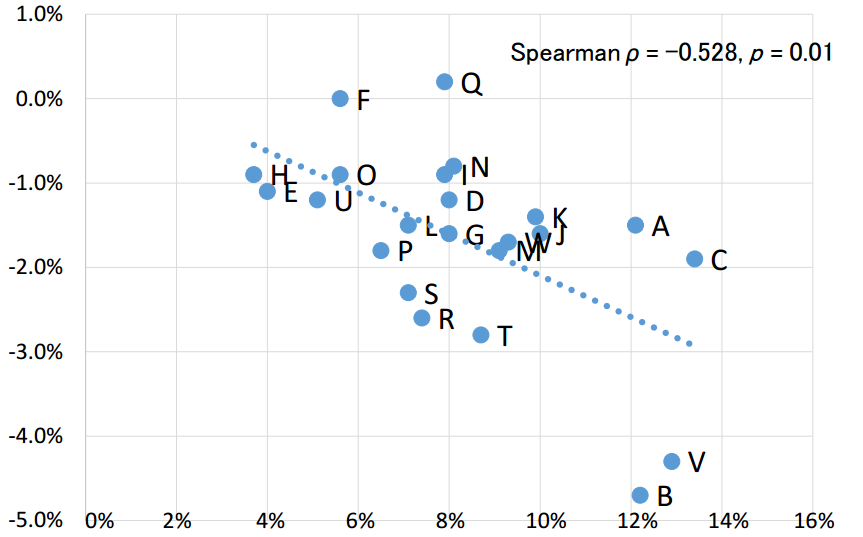 1.0%
Spearman ρ = −0.528, p = 0.01
Q
0.0%
F
N
H
O
I
-1.0%
E
U
D
K
L
G
W
J
A
P
M
C
-2.0%
S
R
T
-3.0%
-4.0%
V
B
-5.0%
0% 2% 4% 6% 8% 10% 12% 14% 16%